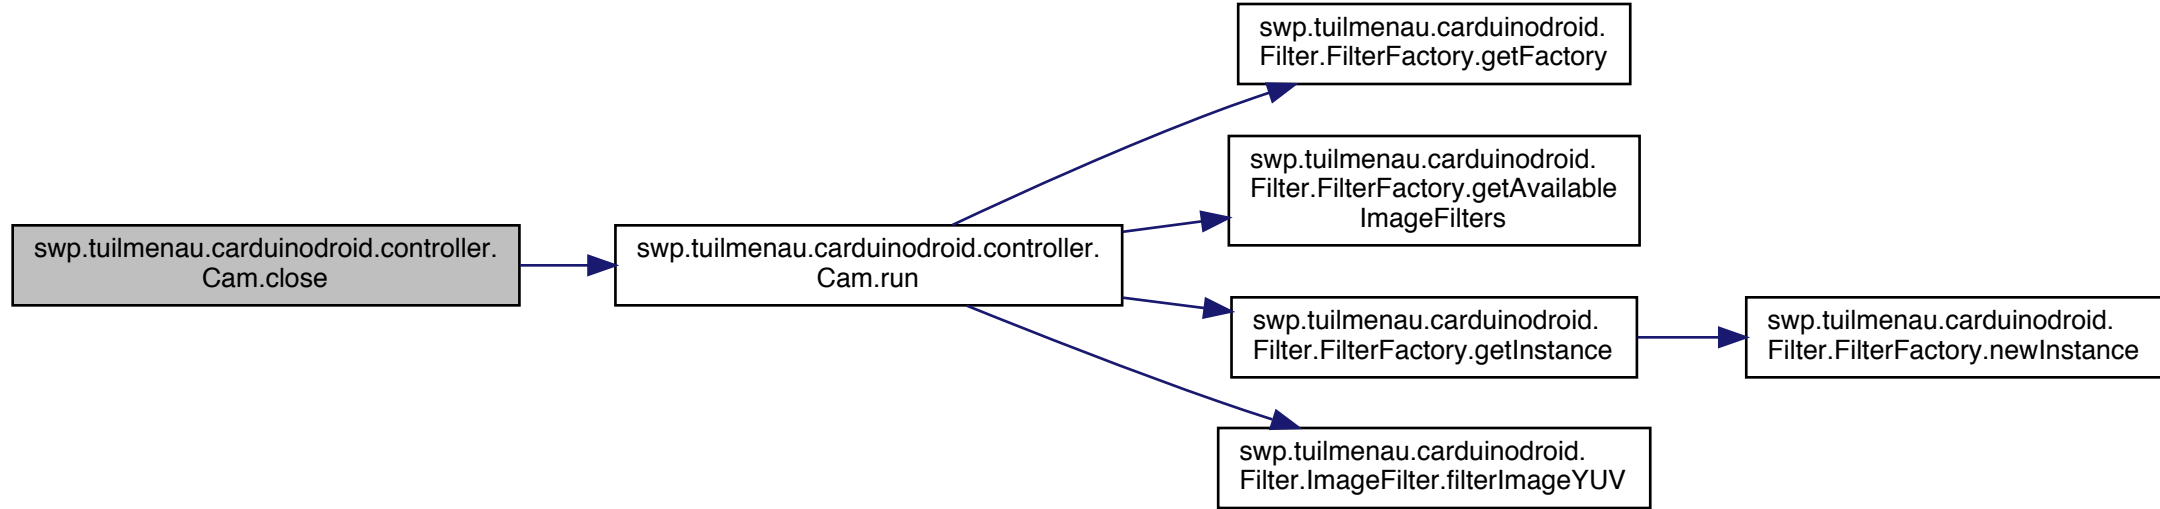 swp.tuilmenau.carduinodroid.controller.
Cam.close
swp.tuilmenau.carduinodroid.controller.
Cam.run
swp.tuilmenau.carduinodroid.
Filter.FilterFactory.getFactory
swp.tuilmenau.carduinodroid.
Filter.FilterFactory.getAvailable
ImageFilters
swp.tuilmenau.carduinodroid.
Filter.FilterFactory.getInstance
swp.tuilmenau.carduinodroid.
Filter.FilterFactory.newInstance
swp.tuilmenau.carduinodroid.
Filter.ImageFilter.filterImageYUV